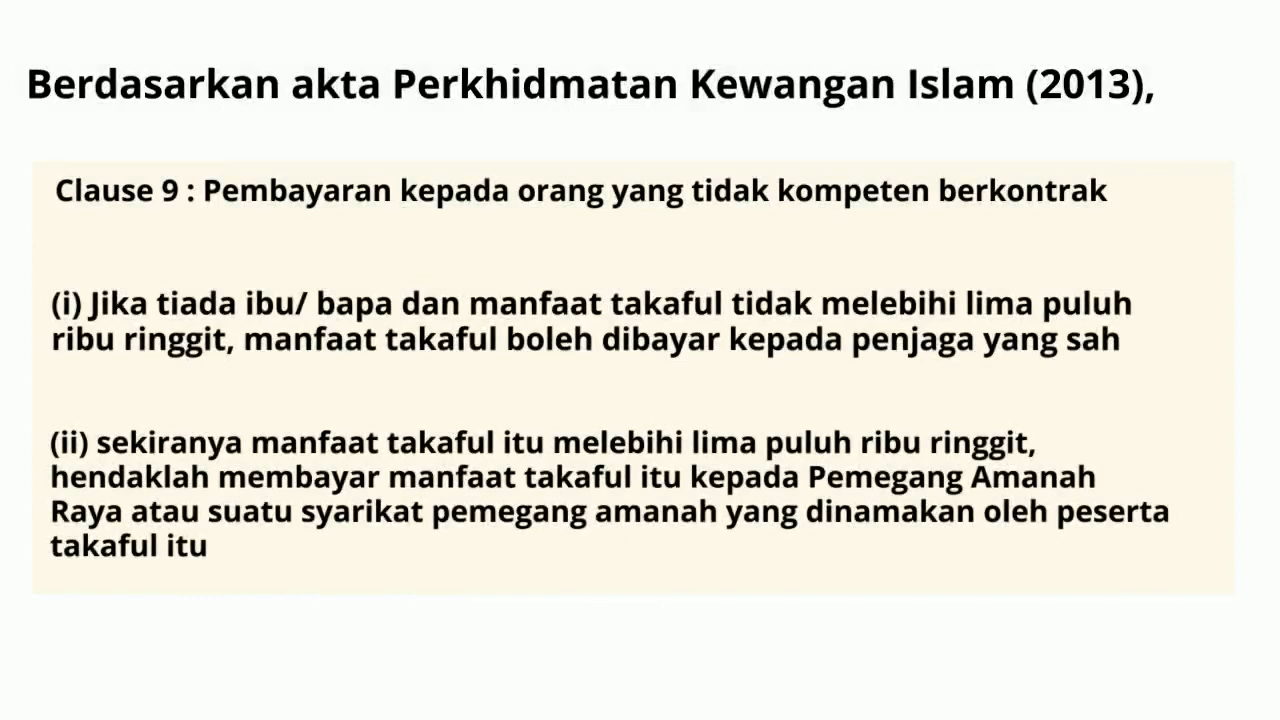 Berdasarkan akta Perkhidmatan Kewangan Islam (2013),
Clause 9 : Pembayaran kepada orang yang tidak kompeten berkontrak
(i) Jika tiada ibu/ bapa dan manfaat takaful tidak melebihi lima puluh
ribu ringgit, manfaat takaful boleh dibayar kepada penjaga yang sah
(ii) sekiranya manfaat takaful itu melebihi lima puluh ribu ringgit,
hendaklah membayar manfaat takaful itu kepada Pemegang Amanah
Raya atau suatu syarikat pemegang amanah yang dinamakan oleh peserta
takaful itu